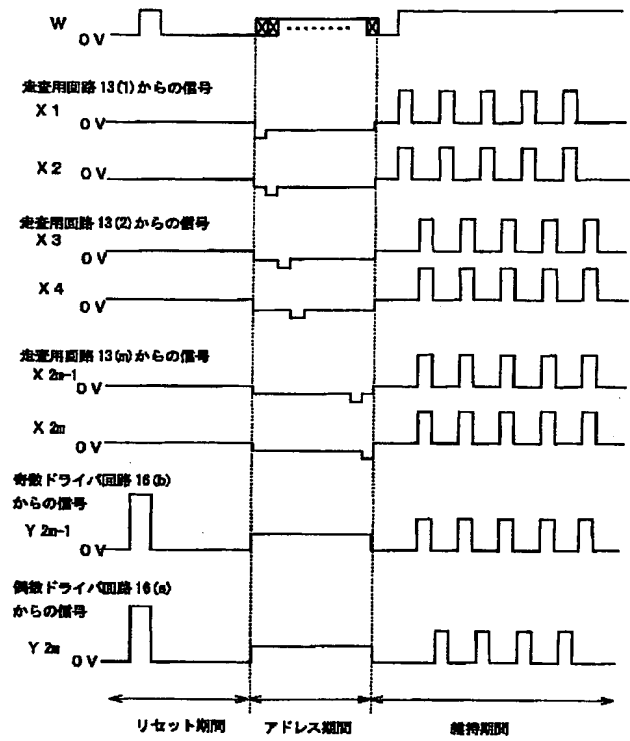 W
0 V
走査用回路 13(1)からの信号
X 1
0 V
X 2
0 V
走査用回路 13(2)からの信号
X 3
0 V
X 4
0 V
走査用回路 13(m)からの信号
X 2m-1
0 V
X 2m
0 V
奇数ドライバ回路 16(b)
からの信号
Y 2m-1
0 V
偶数ドライバ回路 16(a)
からの信号
Y 2m
0 V
リセット期間 アドレス期間 維持期間